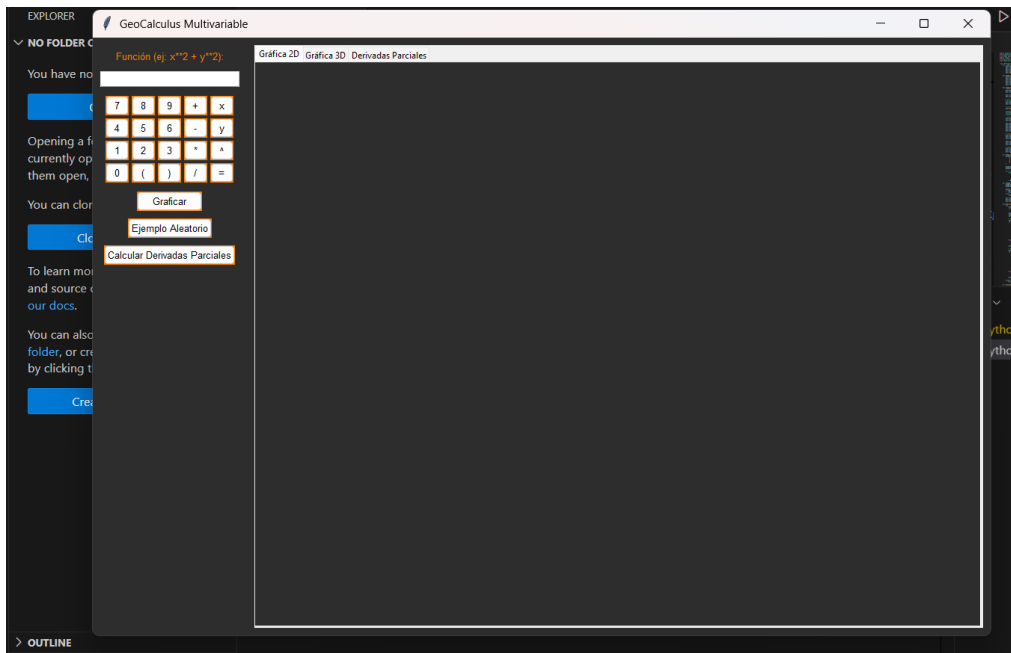 EXPLORER
NO FOLDER
You have no
Opening a
currently op
them open,
You can clon
Clo
To learn mor
and source
our docs.
You can also
folder, or cre
by clicking t
Crea
OUTLINE
GeoCalculus Multivariable
Función (ej: x**2 + y**2):
7 8 9 + x
4 5 6 - y
1 2 3 * ^
0 ( ) / =
Graficar
Ejemplo Aleatorio
Calcular Derivadas Parciales
Gráfica 2D Gráfica 3D Derivadas Parciales
ytho
ytho